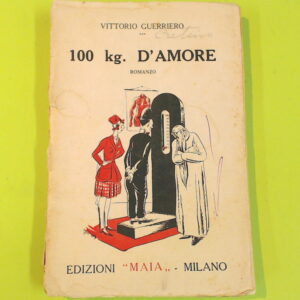 VITTORIO GUERRIERO
100 kg. D'AMORE
ROMANZO
EDIZIONI "MAIA" - MILANO